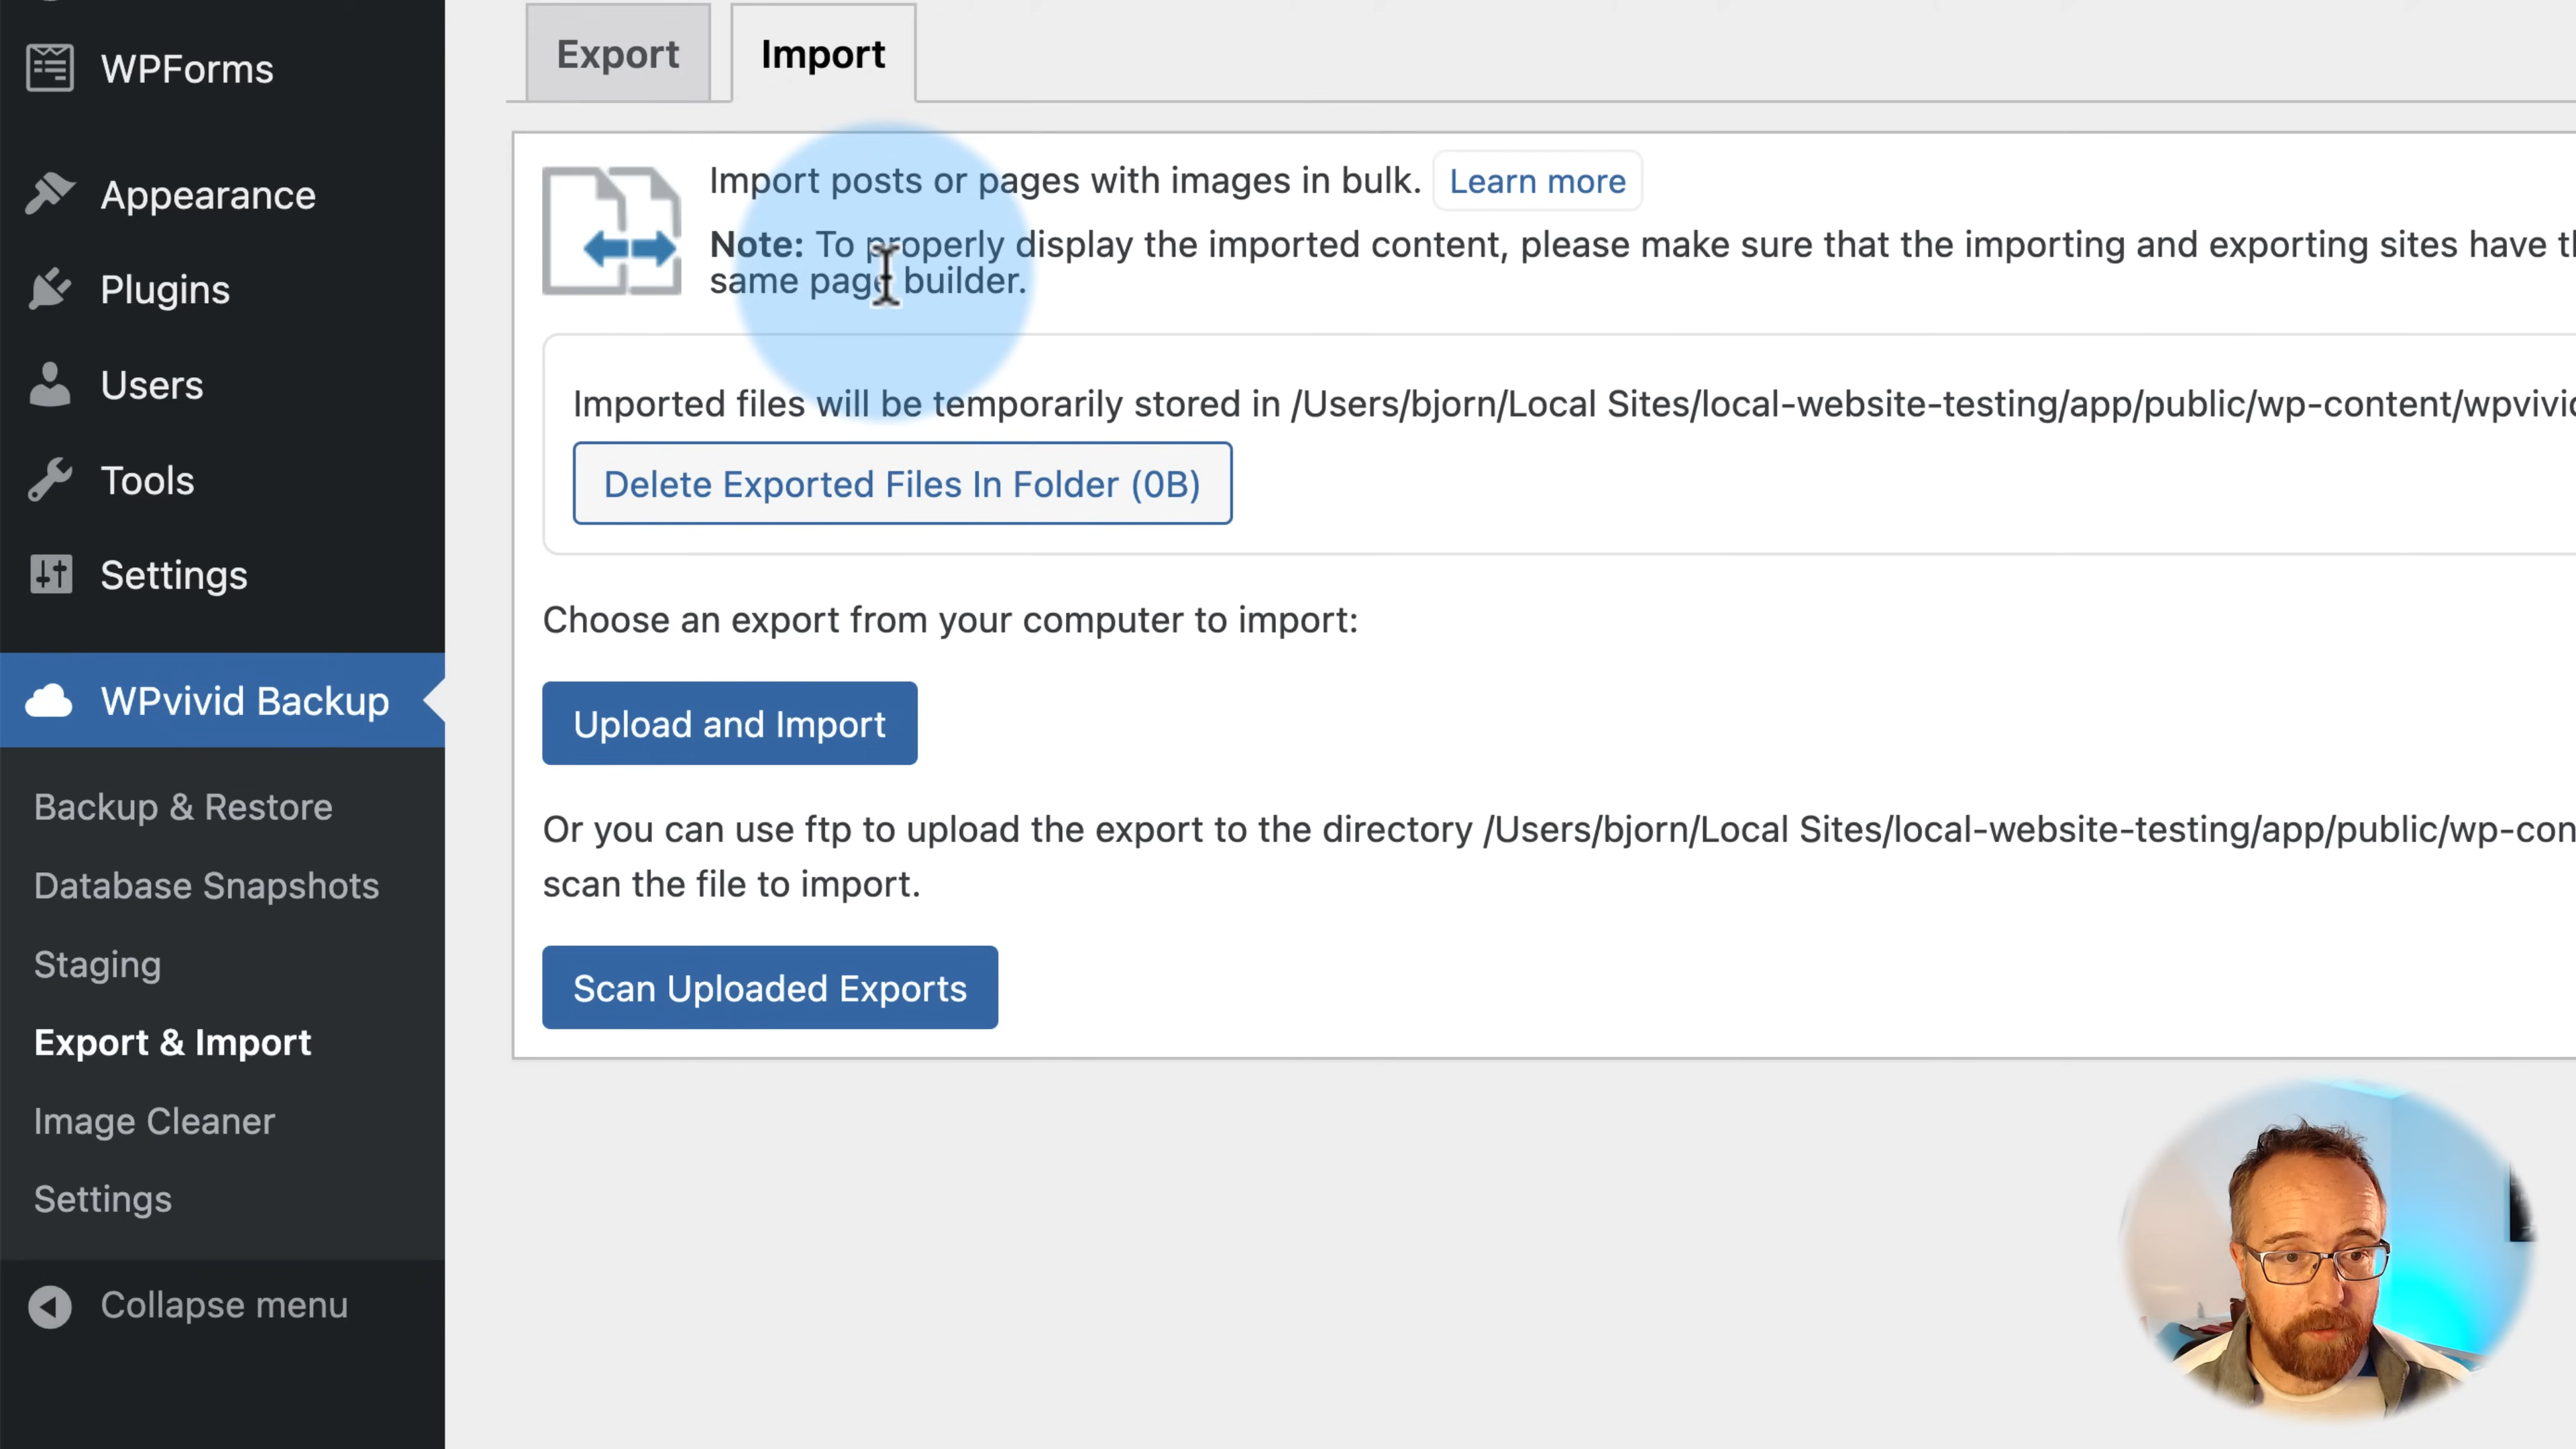 WPForms
Appearance
Plugins
Users
Tools
Settings
WPvivid Backup
Backup & Restore
Database Snapshots
Staging
Export & Import
Image Cleaner
Settings
Collapse menu
Export
Import
Import posts or pages with images in bulk. Learn more
Note: To properly display the imported content, please make sure that the importing and exporting sites have
same page builder.
Imported files will be temporarily stored in /Users/bjorn/Local Sites/local-website-testing/app/public/wp-content/wpvivid
Delete Exported Files In Folder (0B)
Choose an export from your computer to import:
Upload and Import
Or you can use ftp to upload the export to the directory /Users/bjorn/Local Sites/local-website-testing/app/public/wp-con
scan the file to import.
Scan Uploaded Exports